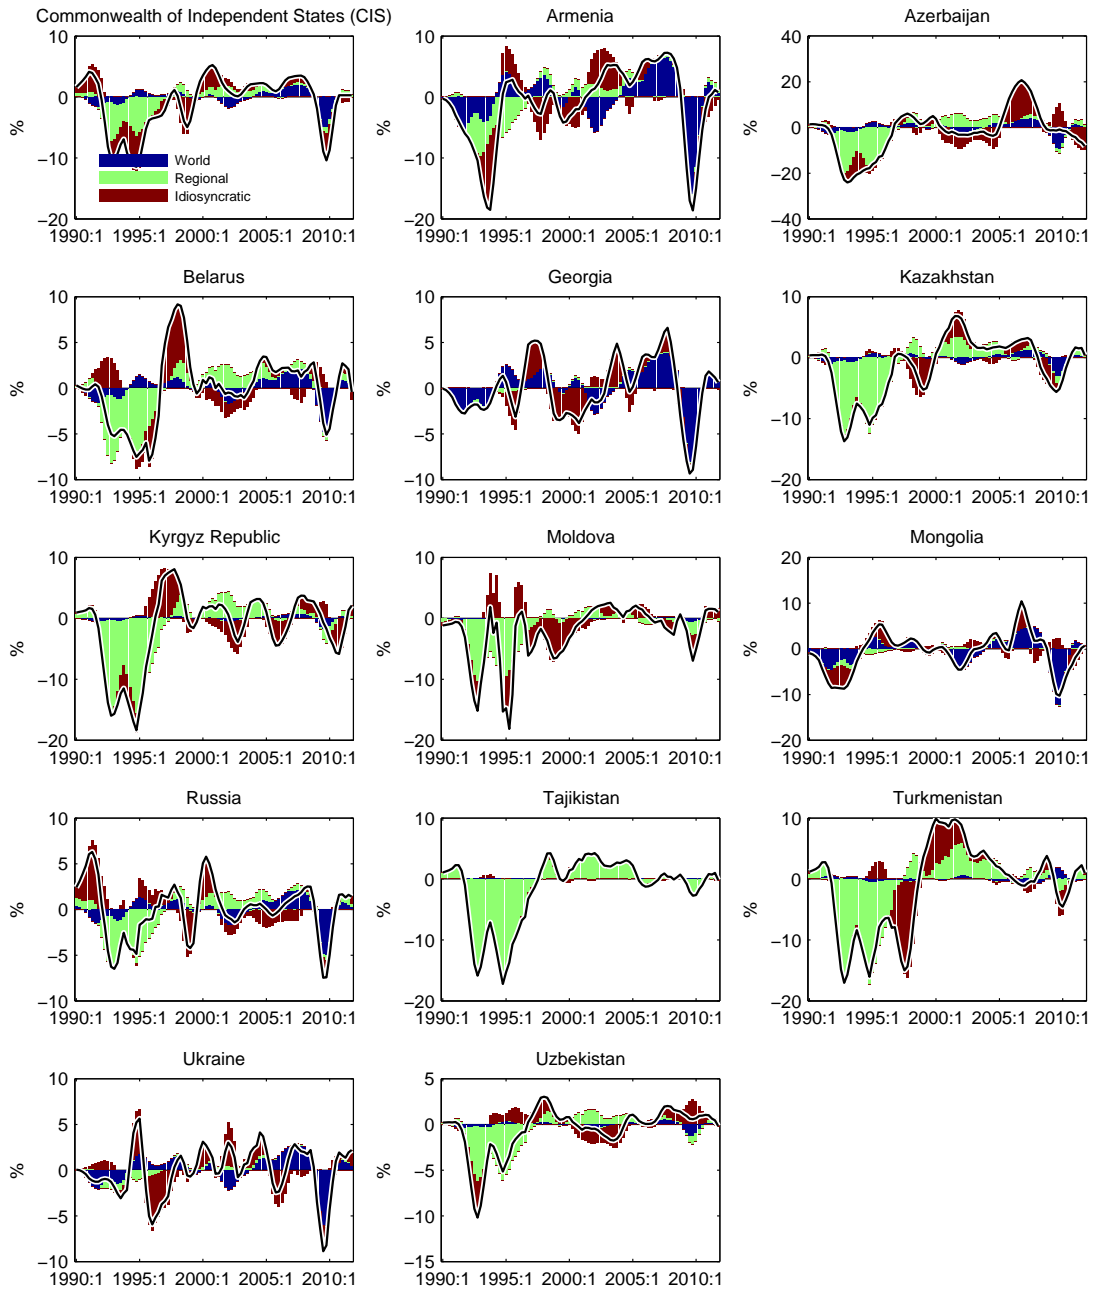 Commonwealth of Independent States (CIS)
10
0
−10
−20
%
1990:1 1995:1 2000:1 2005:1 2010:1
World
Regional
Idiosyncratic
Armenia
10
0
−10
−20
%
1990:1 1995:1 2000:1 2005:1 2010:1
Azerbaijan
40
20
0
−20
−40
%
1990:1 1995:1 2000:1 2005:1 2010:1
Belarus
10
5
0
−5
−10
%
1990:1 1995:1 2000:1 2005:1 2010:1
Georgia
10
5
0
−5
−10
%
1990:1 1995:1 2000:1 2005:1 2010:1
Kazakhstan
10
0
−10
−20
%
1990:1 1995:1 2000:1 2005:1 2010:1
Kyrgyz Republic
10
0
−10
−20
%
1990:1 1995:1 2000:1 2005:1 2010:1
Moldova
10
0
−10
−20
%
1990:1 1995:1 2000:1 2005:1 2010:1
Mongolia
20
10
0
−10
−20
%
1990:1 1995:1 2000:1 2005:1 2010:1
Russia
10
5
0
−5
−10
%
1990:1 1995:1 2000:1 2005:1 2010:1
Tajikistan
10
0
−10
−20
%
1990:1 1995:1 2000:1 2005:1 2010:1
Turkmenistan
10
0
−10
−20
%
1990:1 1995:1 2000:1 2005:1 2010:1
Ukraine
10
5
0
−5
−10
%
1990:1 1995:1 2000:1 2005:1 2010:1
Uzbekistan
5
0
−5
−10
−15
%
1990:1 1995:1 2000:1 2005:1 2010:1